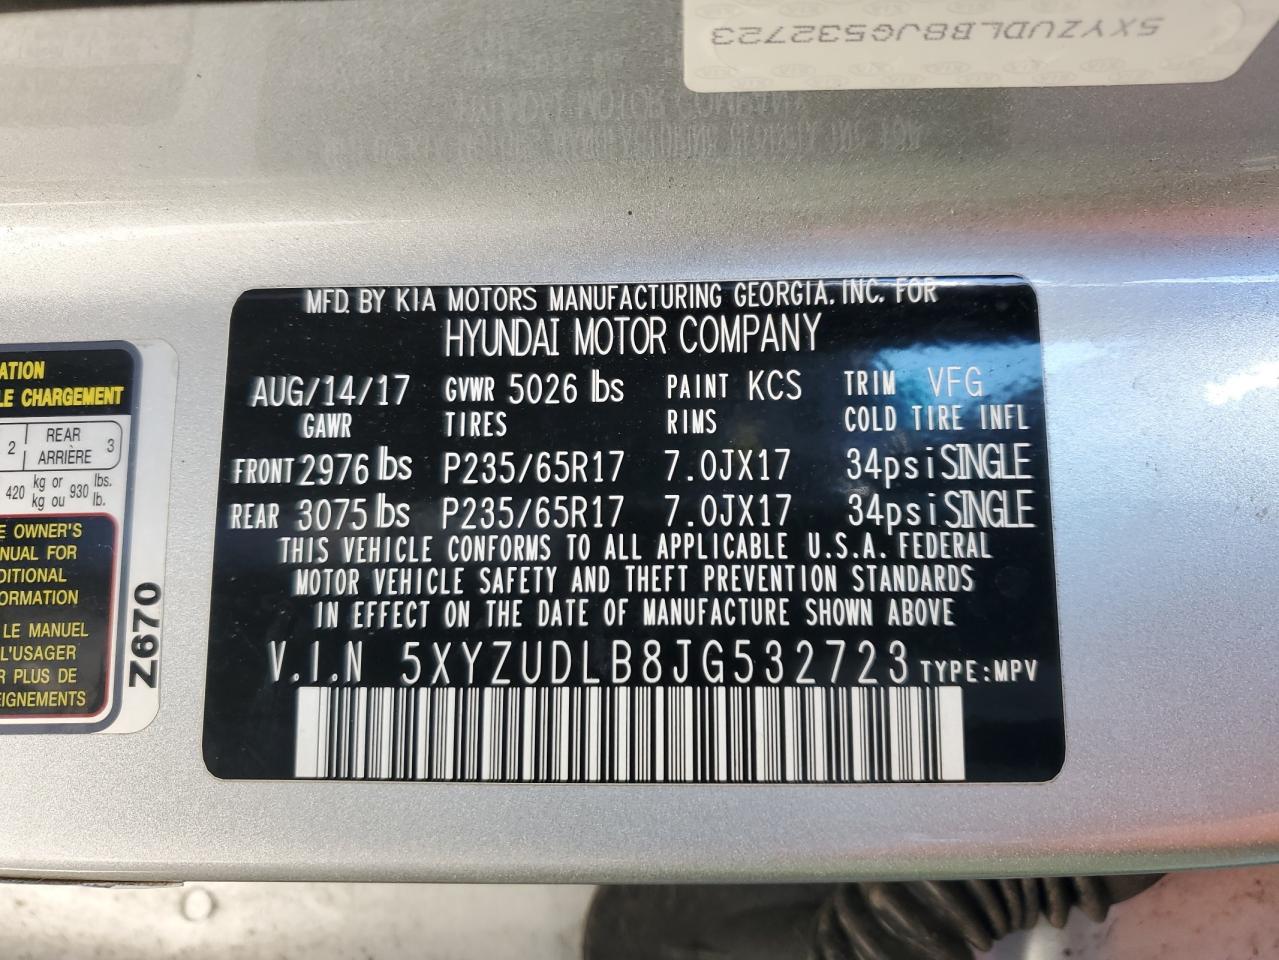 5XYZUDLB8JG532723
MFD. BY KIA MOTORS MANUFACTURING GEORGIA. INC. FOR
HYUNDAI MOTOR COMPANY
AUG/14/17 GVWR 5026 lbs PAINT KCS TRIM VFG
GAWR TIRES RIMS COLD TIRE INFL
FRONT 2976 lbs P235/65R17 7.0JX17 34psi SINGLE
REAR 3075 lbs P235/65R17 7.0JX17 34psi SINGLE
THIS VEHICLE CONFORMS TO ALL APPLICABLE U.S.A. FEDERAL
MOTOR VEHICLE SAFETY AND THEFT PREVENTION STANDARDS
IN EFFECT ON THE DATE OF MANUFACTURE SHOWN ABOVE
V.I.N 5XYZUDLB8JG532723 TYPE:MPV
ATION
LE CHARGEMENT
2 REAR 3
ARRIÈRE
420 kg or 930 lbs.
kg ou lb.
E OWNER'S
NUAL FOR
DITIONAL
ORMATION
LE MANUEL
L'USAGER
R PLUS DE
EIGNEMENTS
Z670